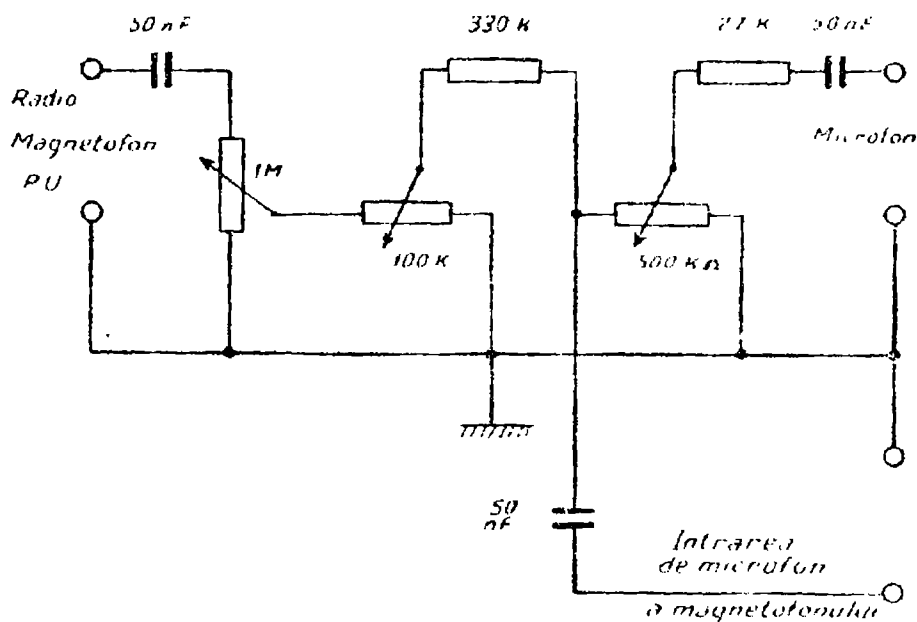 50 nF
330 K
K
50 nF
Radio
Magnetofon
PU
1M
100 K
500 KΩ
Microfon
50
nF
Intrarea
de microfon
a magnetofonului